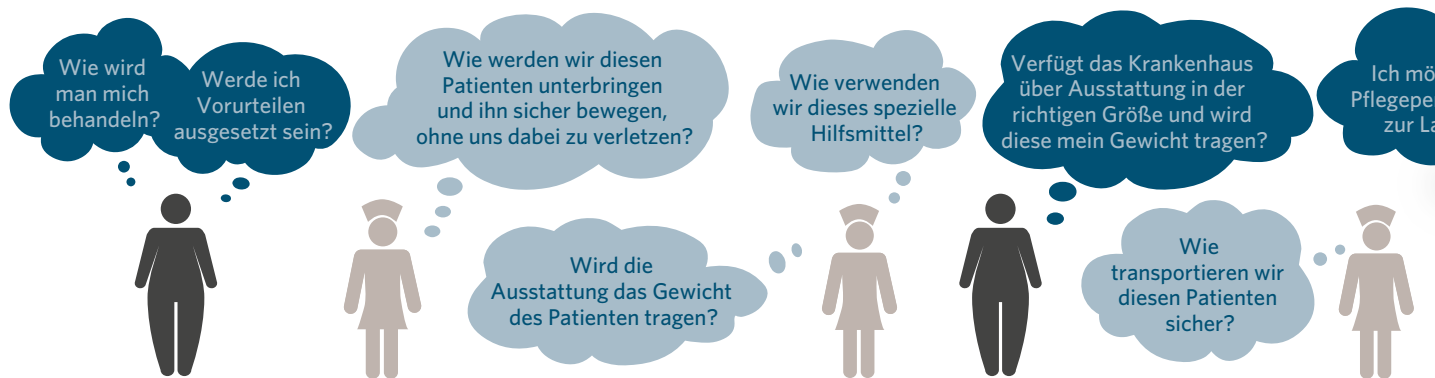 Wie wird
man mich
behandeln?
Werde ich
Vorurteilen
ausgesetzt sein?
Wie werden wir diesen
Patienten unterbringen
und ihn sicher bewegen,
ohne uns dabei zu verletzen?
Wird die
Ausstattung das Gewicht
des Patienten tragen?
Wie verwenden
wir dieses spezielle
Hilfsmittel?
Verfügt das Krankenhaus
über Ausstattung in der
richtigen Größe und wird
diese mein Gewicht tragen?
Wie
transportieren wir
diesen Patienten
sicher?
Ich
zur